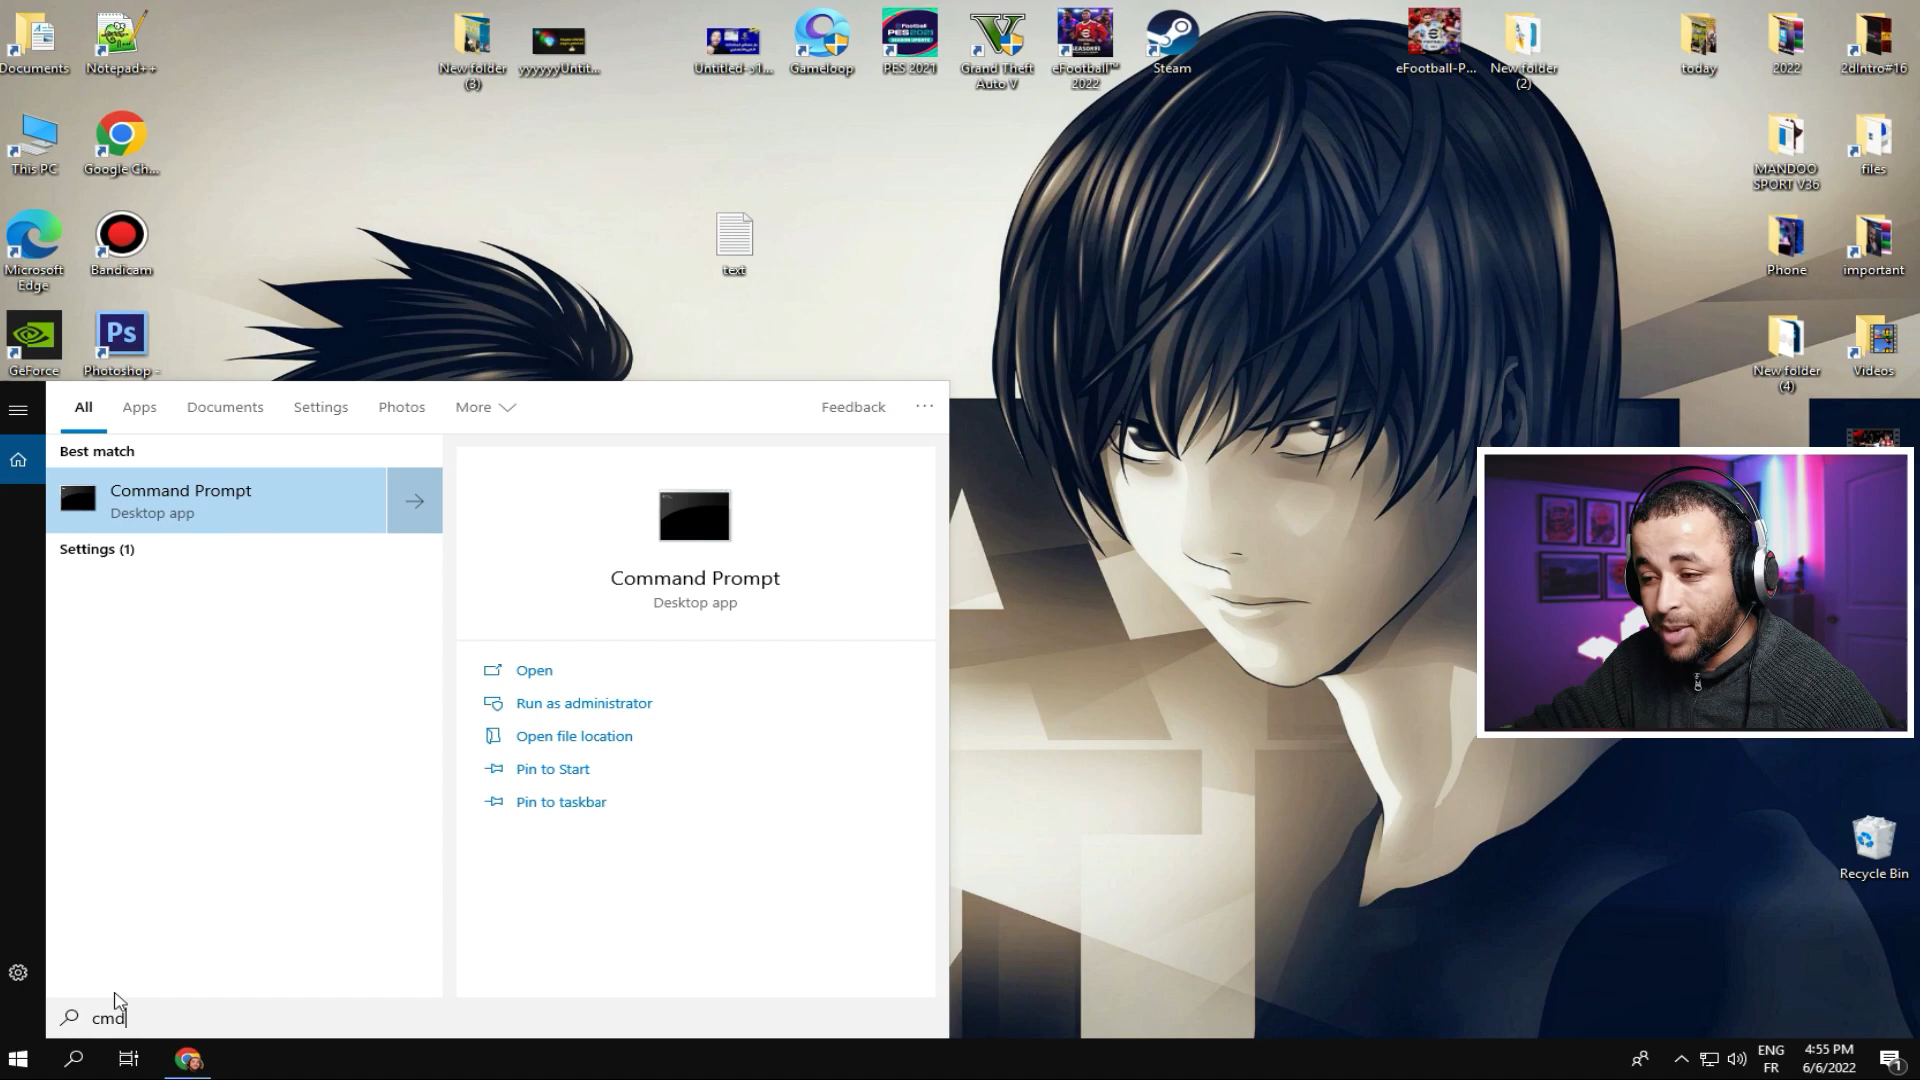 Documents
Notepad++
New folder (3)
yyyyyyUntit...
Gameloop
PES 2021
Grand Theft Auto V
eFootball™ 2022
Steam
eFootball-P...
New folder (2)
today
2022
2dIntro#16
This PC
Google Ch...
MANDOO SPORT V36
files
Microsoft Edge
Bandicam
text
Phone
important
GeForce
Ps
Photoshop -
New folder (4)
Videos
All
Apps
Documents
Settings
Photos
More
Feedback
...
Best match
Command Prompt
Desktop app
Settings (1)
Command Prompt
Desktop app
Open
Run as administrator
Open file location
Pin to Start
Pin to taskbar
Recycle Bin
cmd
ENG
FR
4:55 PM
6/6/2022
1